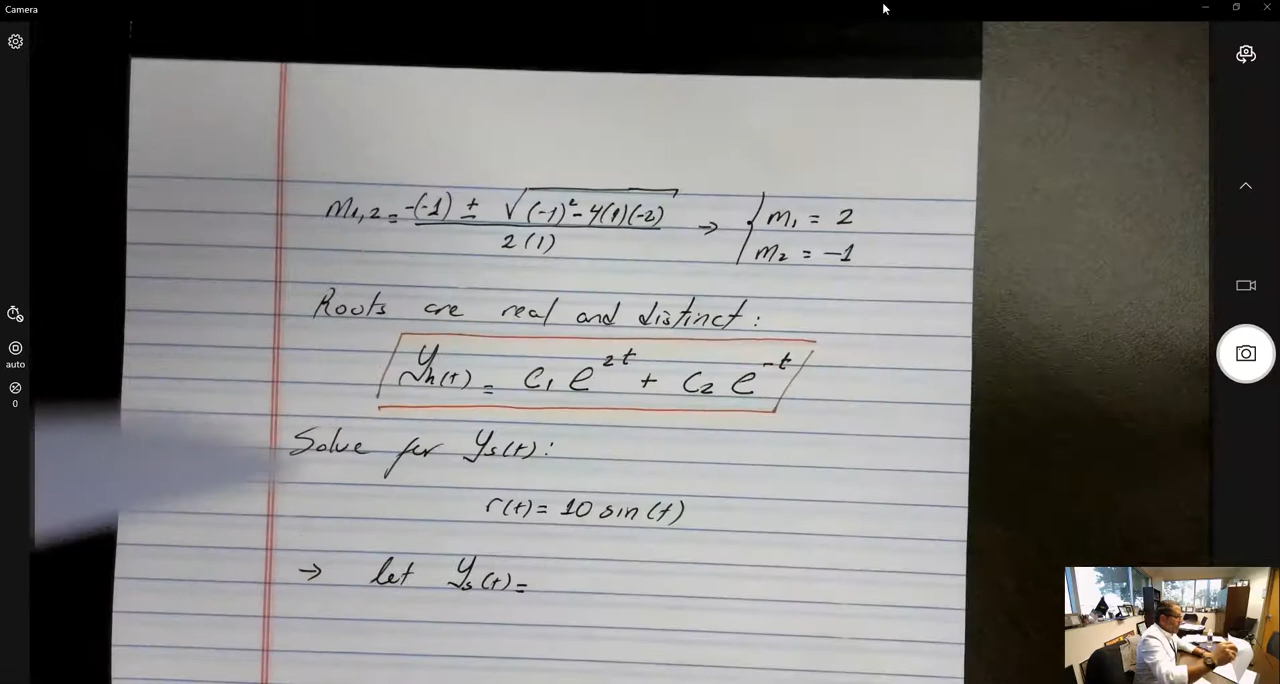 Camera
m1,2 = -(-1) ± √(-1)²-4(1)(-2) / 2(1) → { m1 = 2
m2 = -1
Roots are real and distinct:
yh(t) = C1 e^2t + C2 e^-t
Solve for ys(t):
r(t) = 10 sin(t)
→ let ys(t) =
auto
0